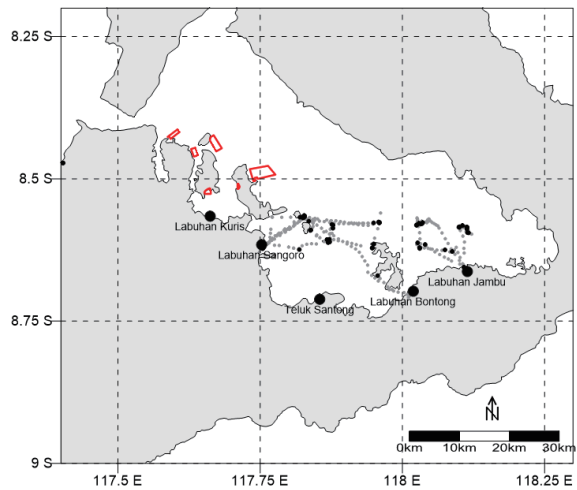 8.25 S
8.5 S
Labuhan Kuris
Labuhan Sangoro
Labuhan Jambu
Labuhan Bontong
Teluk Santong
8.75 S
N
0km 10km 20km 30km
9 S
117.5 E 117.75 E 118 E 118.25 E